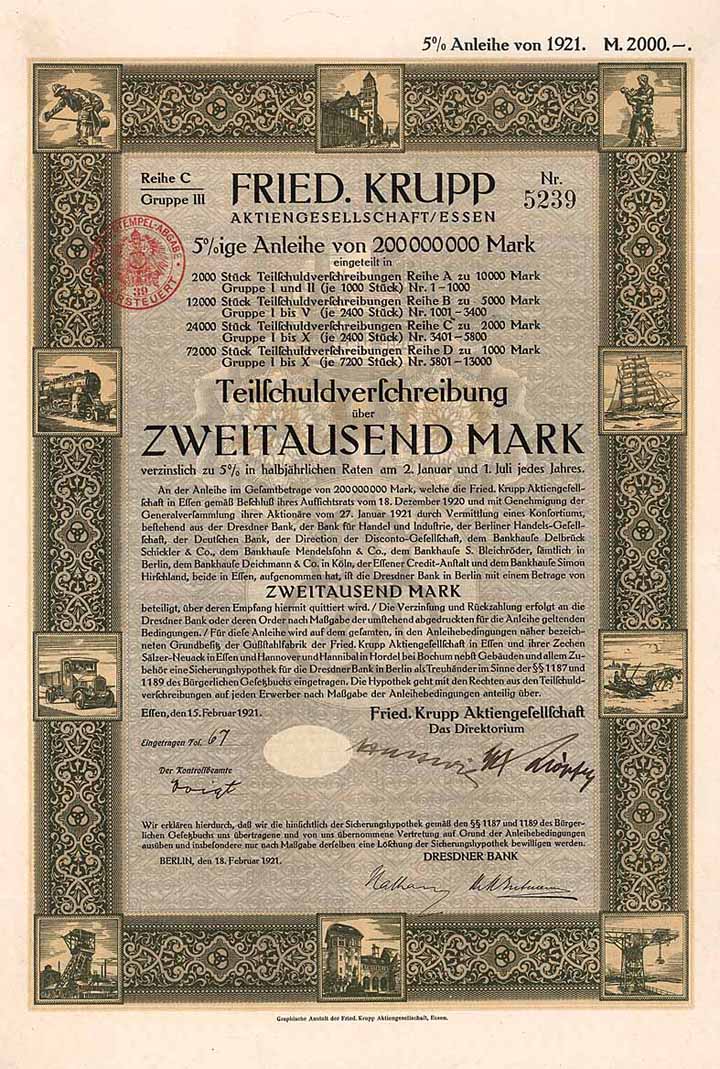 5% Anleihe von 1921. M. 2000.—.
Reihe C
Gruppe III
FRIED. KRUPP
AKTIENGESELLSCHAFT/ESSEN
Nr.
5239
STEMPEL-ABGABE
39
VERSTEUERT
5%ige Anleihe von 200000000 Mark
eingeteilt in
2000 Stück Teilſchuldverſchreibungen Reihe A zu 10000 Mark
Gruppe I und II (je 1000 Stück) Nr. 1–1000
12000 Stück Teilſchuldverſchreibungen Reihe B zu 5000 Mark
Gruppe I bis V (je 2400 Stück) Nr. 1001–3400
24000 Stück Teilſchuldverſchreibungen Reihe C zu 2000 Mark
Gruppe I bis X (je 2400 Stück) Nr. 3401–5800
72000 Stück Teilſchuldverſchreibungen Reihe D zu 1000 Mark
Gruppe I bis X (je 7200 Stück) Nr. 5801–13000
Teilſchuldverſchreibung
über
ZWEITAUSEND MARK
verzinslich zu 5% in halbjährlichen Raten am 2. Januar und 1. Juli jedes Jahres.
An der Anleihe im Geſamtbetrage von 200000000 Mark, welche die Fried. Krupp Aktiengeſell-
ſchaft in Eſſen gemäß Beſchluß ihres Aufſichtsrats vom 18. Dezember 1920 und mit Genehmigung der
Generalverſammlung ihrer Aktionäre vom 27. Januar 1921 durch Vermittlung eines Konſortiums,
beſtehend aus der Dresdner Bank, der Bank für Handel und Induſtrie, der Berliner Handels-Geſell-
ſchaft, der Deutſchen Bank, der Direction der Disconto-Geſellſchaft, dem Bankhauſe Delbrück
Schickler & Co., dem Bankhauſe Mendelsſohn & Co., dem Bankhauſe S. Bleichröder, ſämtlich in
Berlin, dem Bankhauſe Deichmann & Co. in Köln, der Eſſener Credit-Anſtalt und dem Bankhauſe Simon
Hirſchland, beide in Eſſen, aufgenommen hat, iſt die Dresdner Bank in Berlin mit einem Betrage von
ZWEITAUSEND MARK
beteiligt, über deren Empfang hiermit quittiert wird. / Die Verzinſung und Rückzahlung erfolgt an die
Dresdner Bank oder deren Order nach Maßgabe der umſtehend abgedruckten für die Anleihe geltenden
Bedingungen. / Für dieſe Anleihe wird auf dem geſamten, in den Anleihebedingungen näher bezeich-
neten Grundbeſitz der Gußſtahlfabrik der Fried. Krupp Aktiengeſellſchaft in Eſſen und ihrer Zechen
Sälzer-Neuack in Eſſen und Hannover und Hannibal in Hordel bei Bochum nebſt Gebäuden und allem Zu-
behör eine Sicherungshypothek für die Dresdner Bank in Berlin als Treuhänder im Sinne der §§ 1187 und
1189 des Bürgerlichen Geſetzbuchs eingetragen. Die Hypothek geht mit den Rechten aus den Teilſchuld-
verſchreibungen auf jeden Erwerber nach Maßgabe der Anleihebedingungen anteilig über.
Eſſen, den 15. Februar 1921.
Fried. Krupp Aktiengeſellſchaft
Das Direktorium
Eingetragen Fol. 67
Der Kontrollbeamte
Voigt
Wir erklären hierdurch, daß wir die hinſichtlich der Sicherungshypothek gemäß den §§ 1187 und 1189 des Bürger-
lichen Geſetzbuchs uns übertragene und von uns übernommene Vertretung auf Grund der Anleihebedingungen
ausüben und insbeſondere nur nach Maßgabe derſelben eine Löſchung der Sicherungshypothek bewilligen werden.
BERLIN, den 18. Februar 1921.
DRESDNER BANK
Nathan
Graphische Anstalt der Fried. Krupp Aktiengesellschaft, Essen.